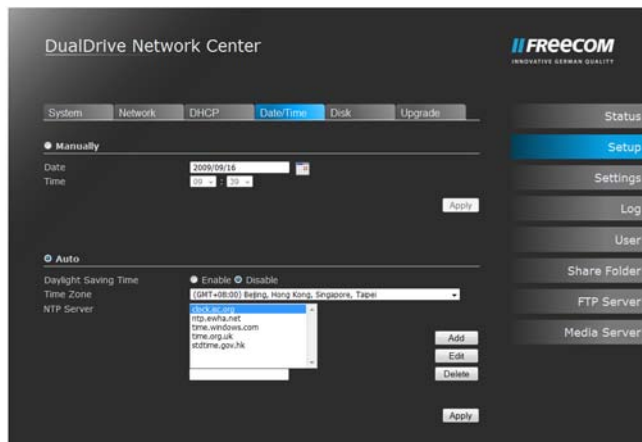 DualDrive Network Center
FREECOM
INNOVATIVE GERMAN QUALITY
System Network DHCP Date/Time Disk Upgrade
Status
Setup
Settings
Log
User
Share Folder
FTP Server
Media Server
Manually
Date 2009/09/16
Time 09 : 39
Apply
Auto
Daylight Saving Time Enable Disable
Time Zone (GMT+08:00) Beijing, Hong Kong, Singapore, Taipei
NTP Server
clock.isc.org
ntp.ewha.net
time.windows.com
time.org.uk
stdtime.gov.hk
Add
Edit
Delete
Apply